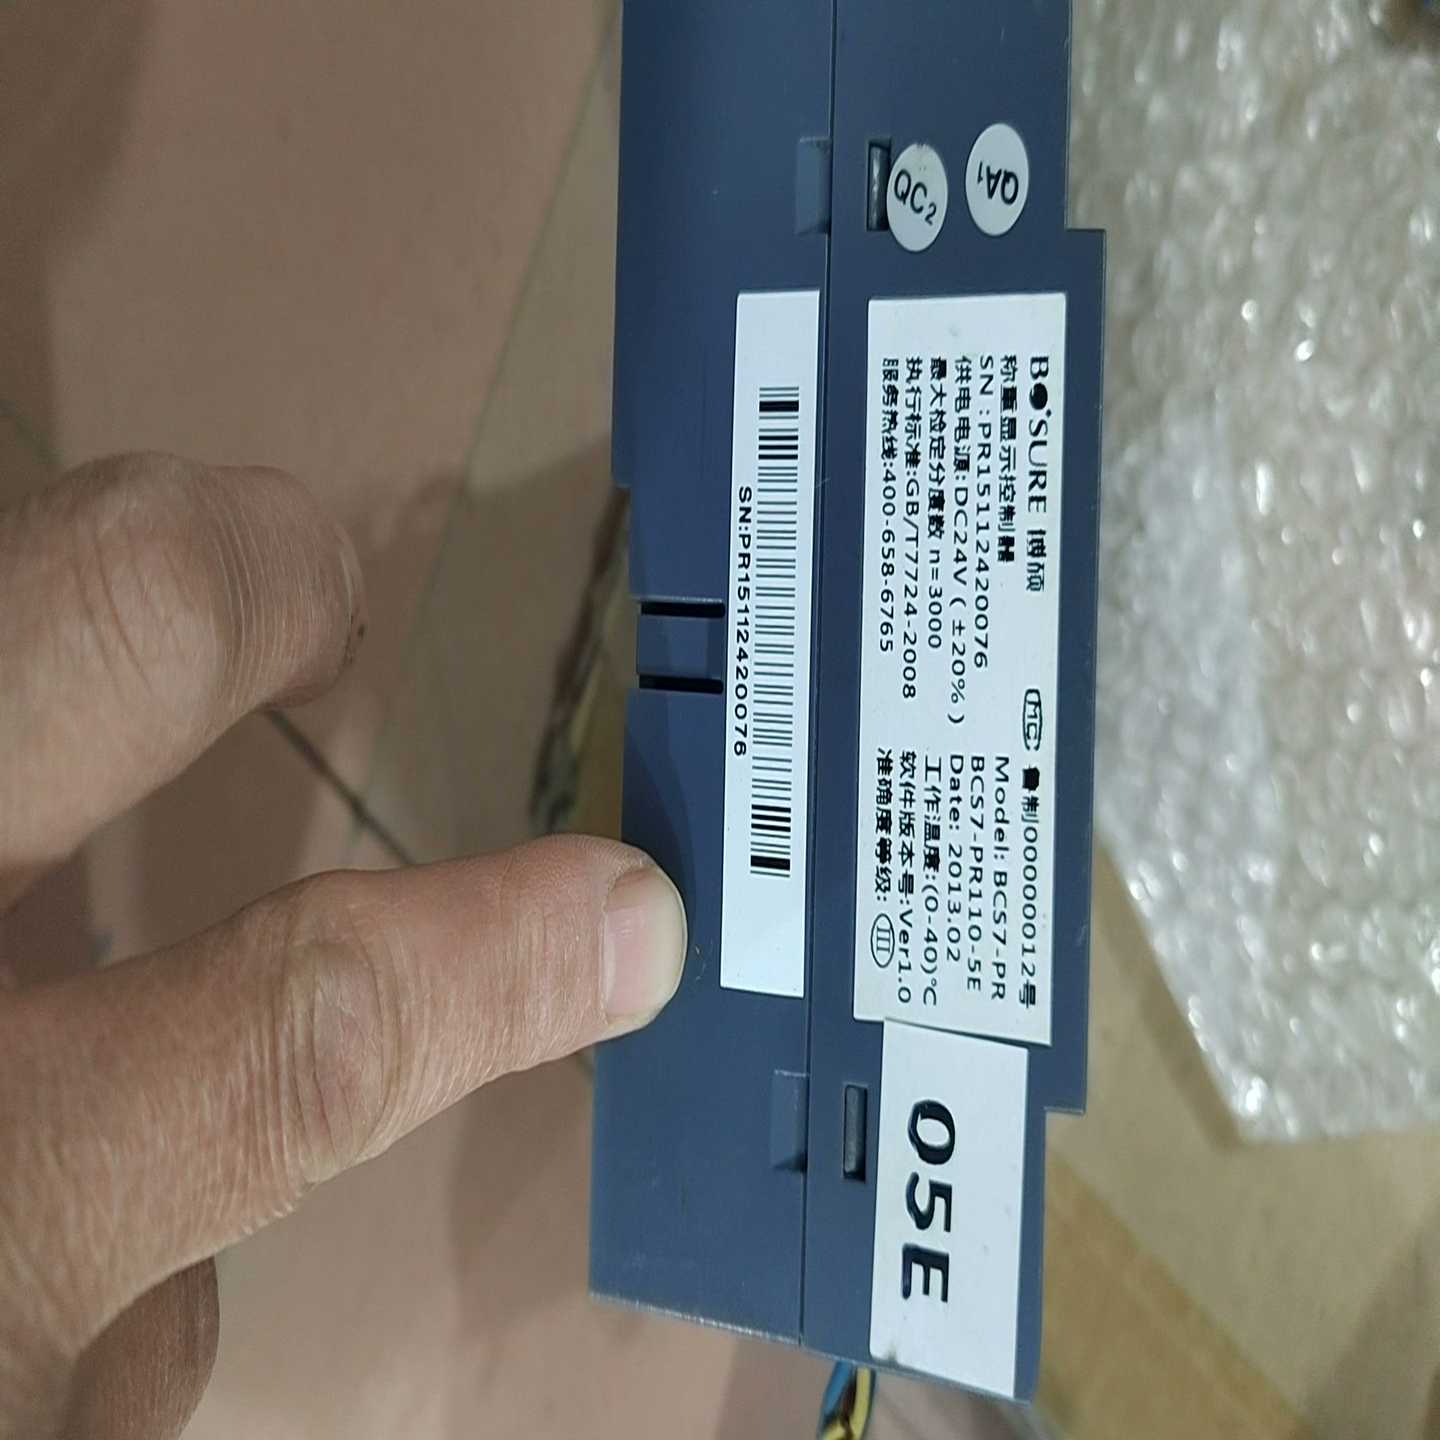 QC2
QA1
B SURE 博硕
MC 鲁制00000012号
称重显示控制器
Model: BCS7-PR
SN:PR1511242420076
BCS7-PR110-5E
供电电源:DC24V(±20%)
Date: 2013.02
最大检定分度数 n=3000
工作温度:(0-40)℃
执行标准:GB/T7724-2008
软件版本号:Ver1.0
服务热线:400-658-6765
准确度等级: III
SN:PR1511242420076
Q5E